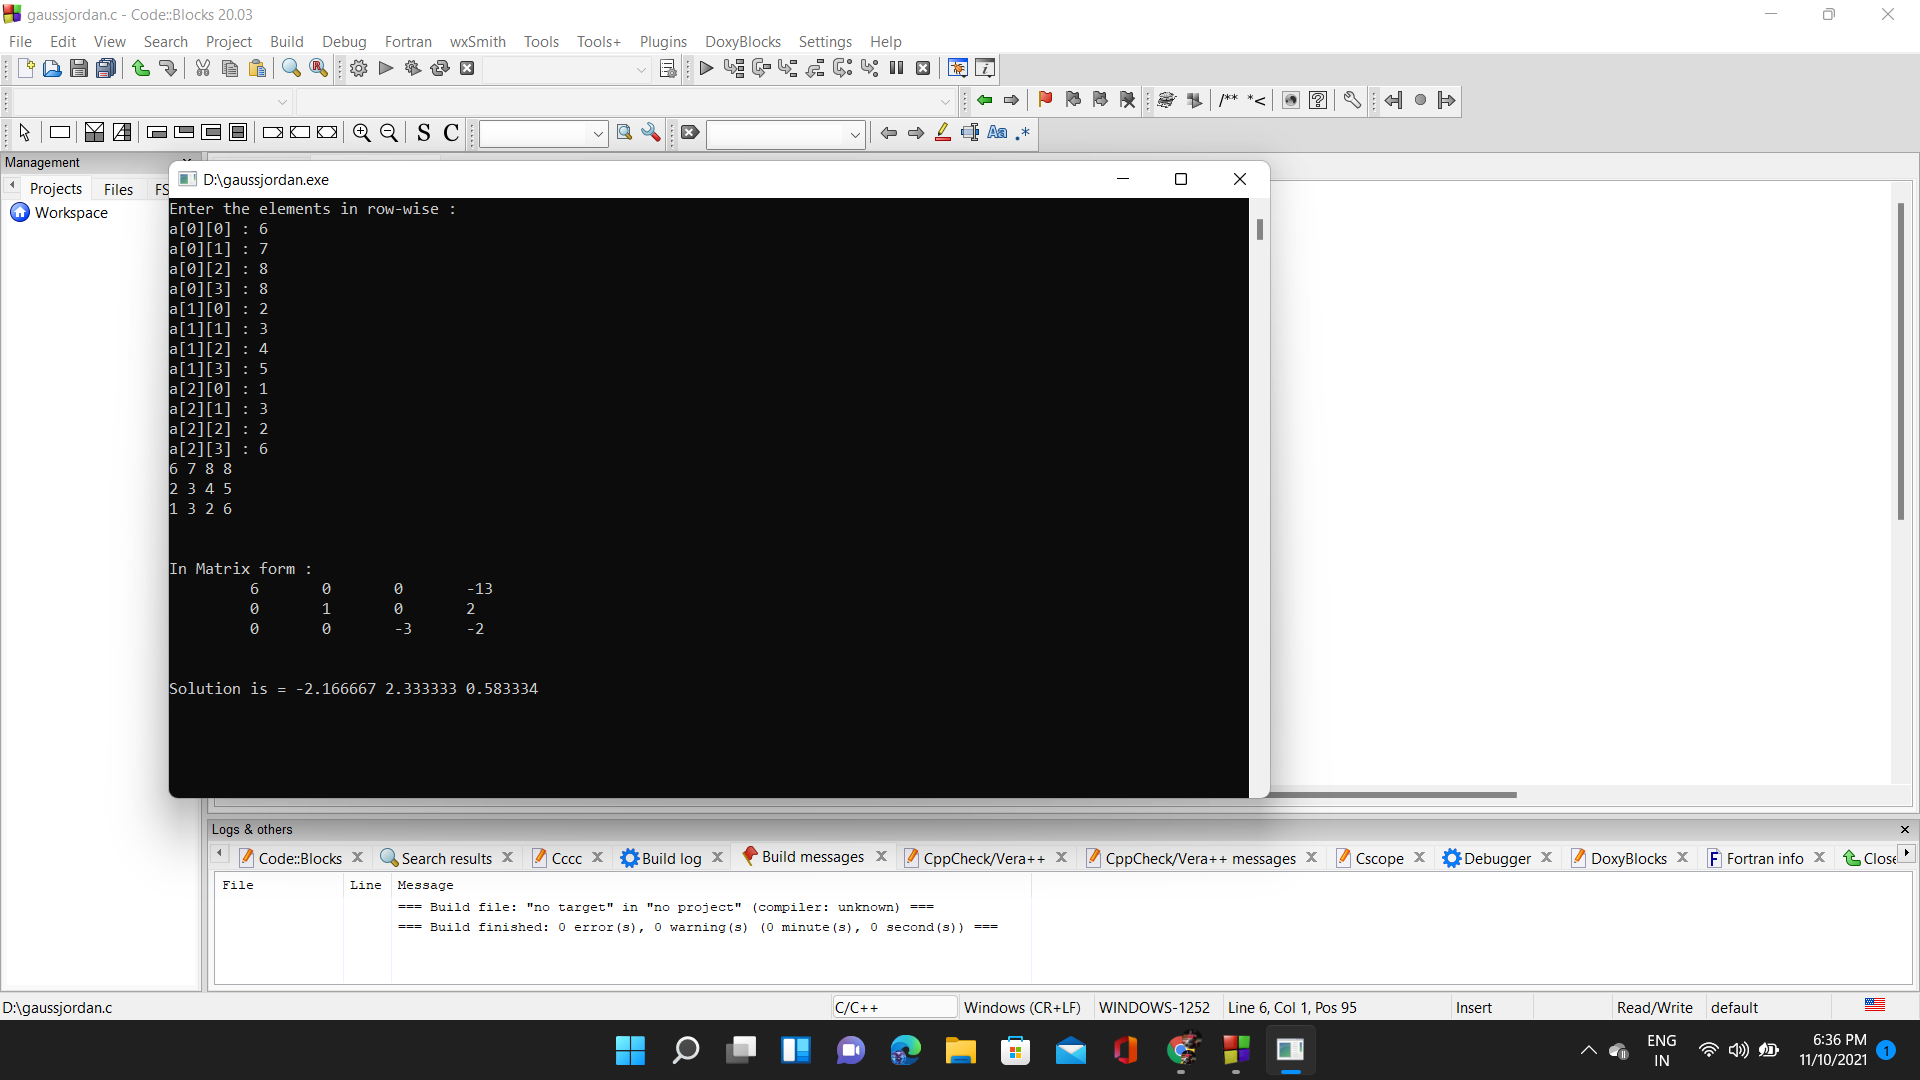 gaussjordan.c - Code::Blocks 20.03
File Edit View Search Project Build Debug Fortran wxSmith Tools Tools+ Plugins DoxyBlocks Settings Help
/** *<
S C
Aa .*
Management
Projects Files FS
Workspace
D:\gaussjordan.exe
Enter the elements in row-wise :
a[0][0] : 6
a[0][1] : 7
a[0][2] : 8
a[0][3] : 8
a[1][0] : 2
a[1][1] : 3
a[1][2] : 4
a[1][3] : 5
a[2][0] : 1
a[2][1] : 3
a[2][2] : 2
a[2][3] : 6
6 7 8 8
2 3 4 5
1 3 2 6
In Matrix form :
6 0 0 -13
0 1 0 2
0 0 -3 -2
Solution is = -2.166667 2.333333 0.583334
Logs & others
Code::Blocks Search results Cccc Build log Build messages CppCheck/Vera++ CppCheck/Vera++ messages Cscope Debugger DoxyBlocks Fortran info Close
File Line Message
=== Build file: "no target" in "no project" (compiler: unknown) ===
=== Build finished: 0 error(s), 0 warning(s) (0 minute(s), 0 second(s)) ===
D:\gaussjordan.c C/C++ Windows (CR+LF) WINDOWS-1252 Line 6, Col 1, Pos 95 Insert Read/Write default
ENG
IN
6:36 PM
11/10/2021
1